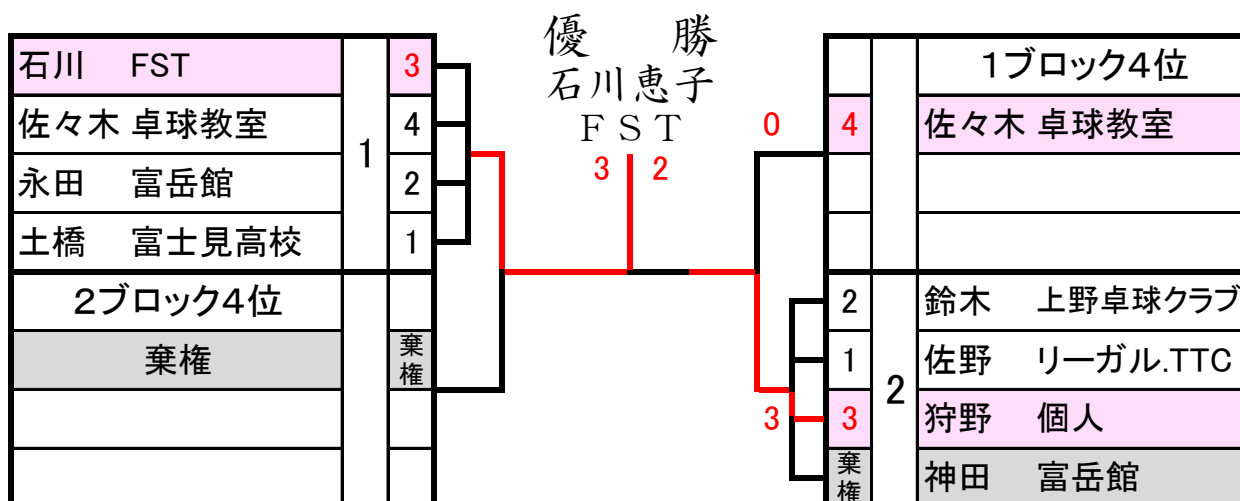 優 勝
石川恵子
FST
3 2
石川 FST 3
佐々木 卓球教室 4
永田 富岳館 2
土橋 富士見高校 1
1
2ブロック4位
棄権 棄権
1ブロック4位
0 4 佐々木 卓球教室
2 鈴木 上野卓球クラブ
1 佐野 リーガル.TTC
2
3 3 狩野 個人
棄権 神田 富岳館